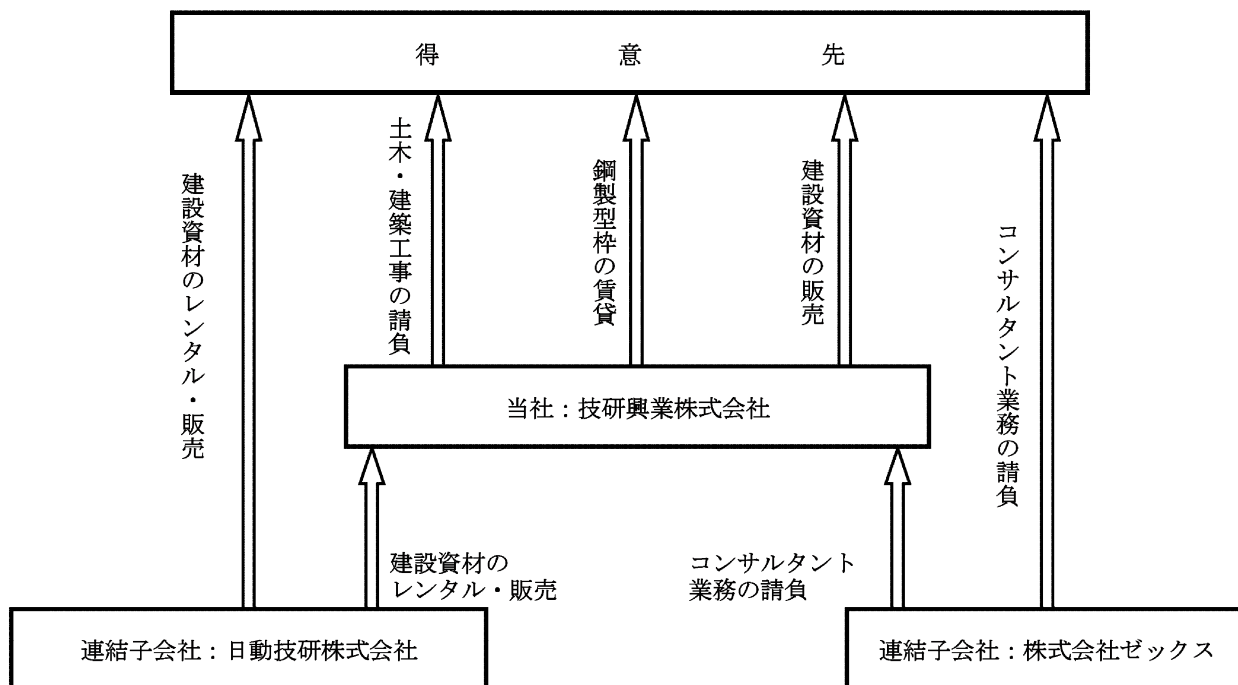 得意先
建設資材のレンタル・販売
土木・建築工事の請負
鋼製型枠の賃貸
建設資材の販売
コンサルタント業務の請負
当社：技研興業株式会社
建設資材の
レンタル・販売
コンサルタント
業務の請負
連結子会社：日動技研株式会社
連結子会社：株式会社ゼックス